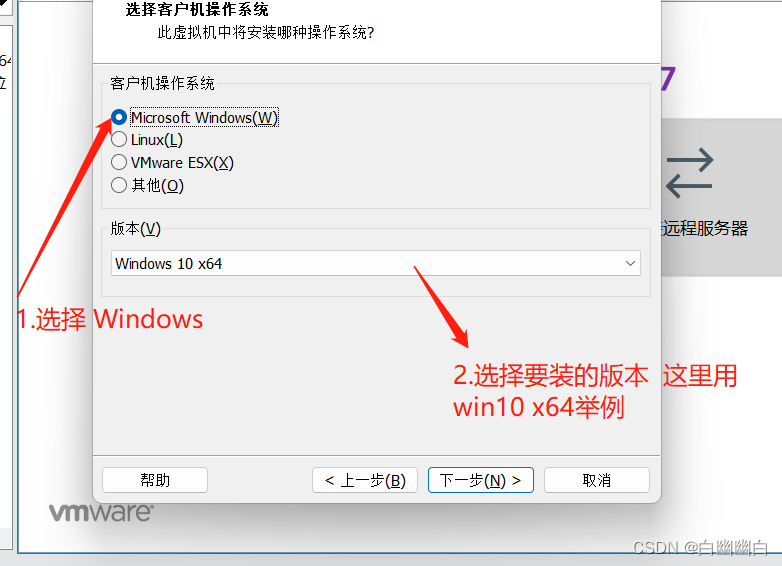 选择客户机操作系统
此虚拟机中将安装哪种操作系统?
64
位
客户机操作系统
7
Microsoft Windows(W)
Linux(L)
VMware ESX(X)
其他(O)
版本(V)
远程服务器
Windows 10 x64
1.选择 Windows
2.选择要装的版本 这里用
win10 x64举例
帮助
< 上一步(B)
下一步(N) >
取消
vmware
CSDN @白幽幽白